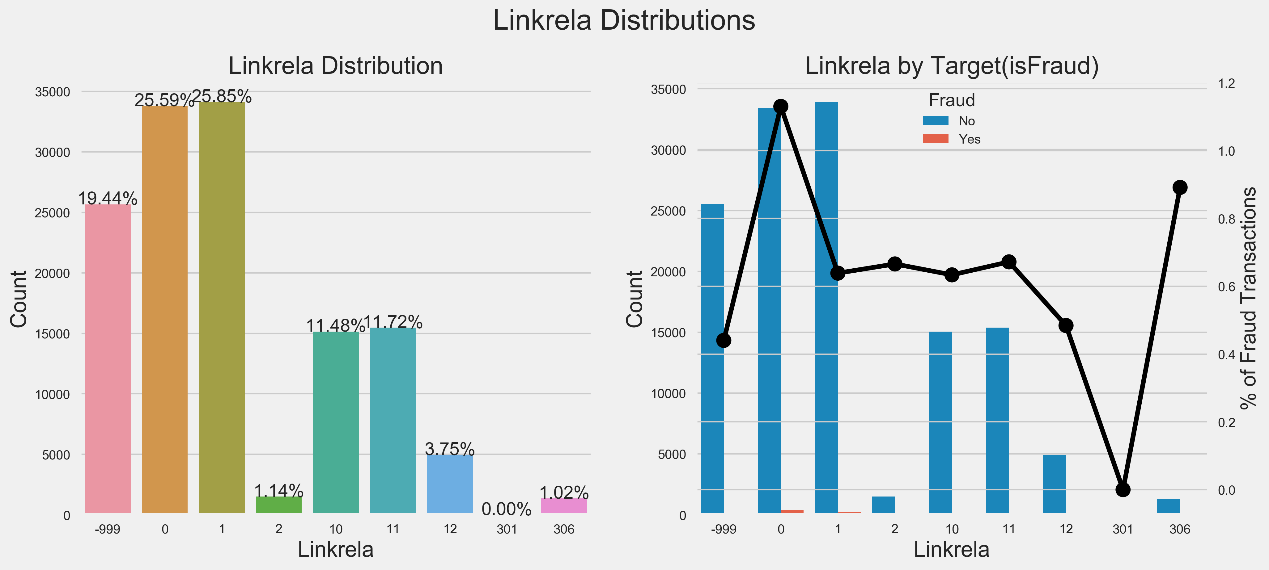 Linkrela Distributions
Linkrela Distribution
35000
30000
25000
20000
15000
10000
5000
0
Count
19.44%
25.59%
25.85%
1.14%
11.48%
11.72%
3.75%
0.00%
1.02%
-999 0 1 2 10 11 12 301 306
Linkrela
Linkrela by Target(isFraud)
35000
30000
25000
20000
15000
10000
5000
0
Count
Fraud
No
Yes
1.2
1.0
0.8
0.6
0.4
0.2
0.0
% of Fraud Transactions
-999 0 1 2 10 11 12 301 306
Linkrela